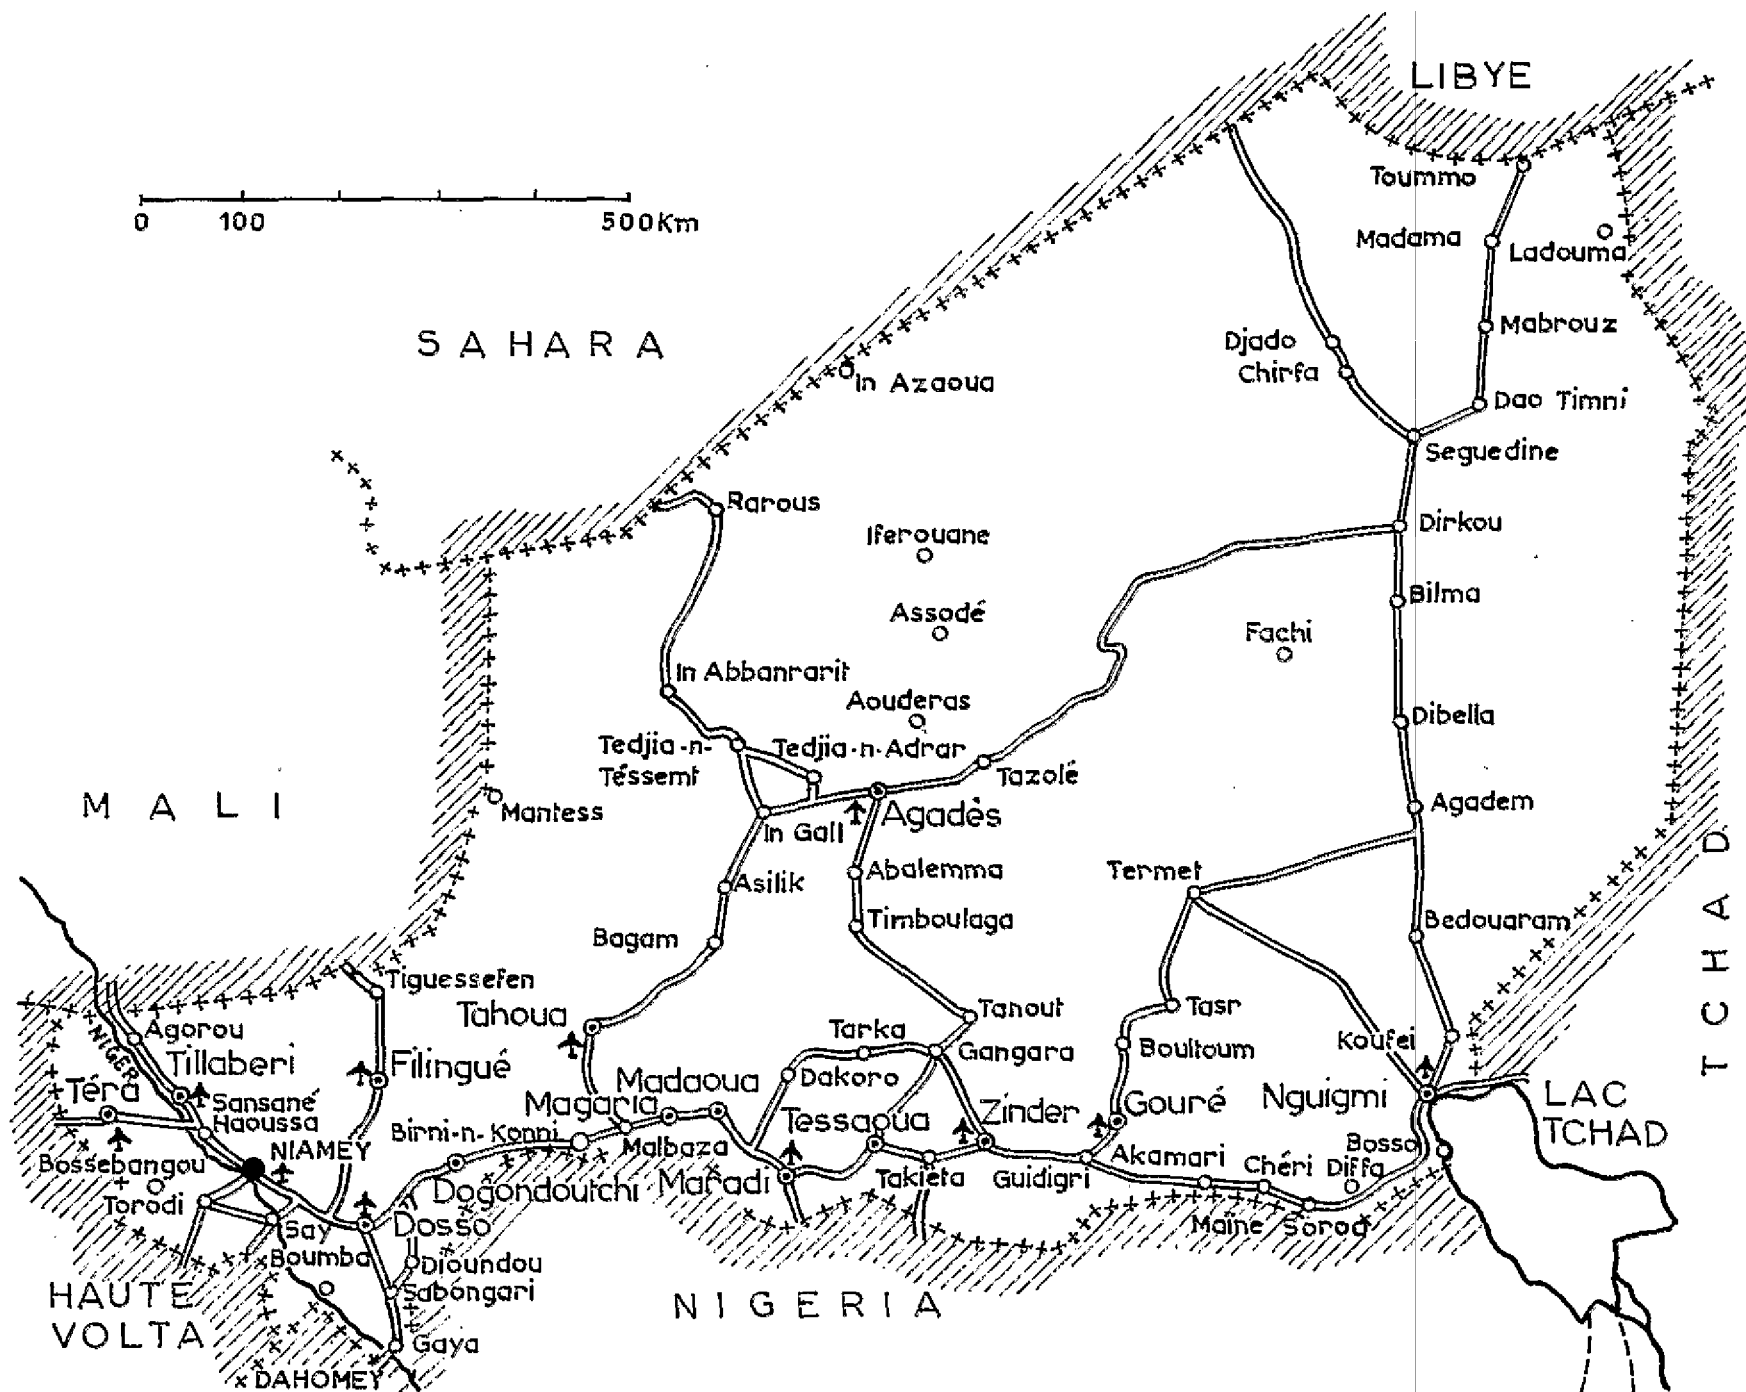 LIBYE
Toummo
0 100 500Km
Madama
Ladouma
Mabrouz
SAHARA
Djado
Chirfa
In Azaoua
Dao Timni
Seguedine
Rarous
Dirkou
Iferouane
Bilma
Assodé
Fachi
In Abbanrarit
Aouderas
Dibella
Tedjia-n-
Téssemt
Tedjia-n-Adrar
Tazolé
MALI
Mantess
Agadem
In Gall
Agadès
TCHAD
Asilik
Abalemma
Termet
Timboulaga
Bedouaram
Bagam
Tiguessefen
Tahoua
Tanout
Tasr
Agorou
NIGER
Tarka
Gangara
Boultoum
Koufei
Tillaberi
Filingué
Dakoro
Téra
Sansané
Haoussa
Madaoua
Magaria
Tessaoua
Zinder
Gouré
Nguigmi
LAC
TCHAD
Birni-n-Konni
Malbaza
NIAMEY
Bosso
Bossebangou
Torodi
Dogondoutchi
Maradi
Takieta
Guidigri
Akamari
Chéri
Diffa
Say
Dosso
Maïne Soroa
Boumba
Dioundou
Sabongari
HAUTE
VOLTA
NIGERIA
Gaya
DAHOMEY